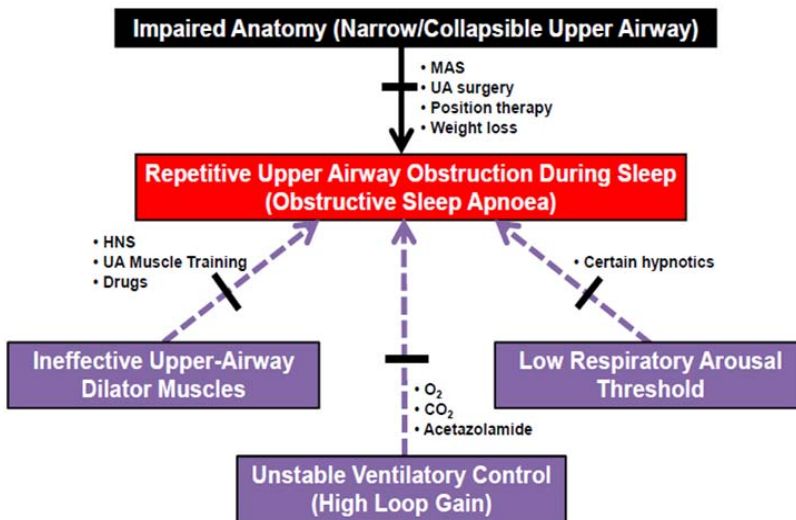 Impaired Anatomy (Narrow/Collapsible Upper Airway)
• MAS
• UA surgery
• Position therapy
• Weight loss
Repetitive Upper Airway Obstruction During Sleep
(Obstructive Sleep Apnoea)
• HNS
• UA Muscle Training
• Drugs
• Certain hypnotics
Ineffective Upper-Airway
Dilator Muscles
Low Respiratory Arousal
Threshold
• O₂
• CO₂
• Acetazolamide
Unstable Ventilatory Control
(High Loop Gain)